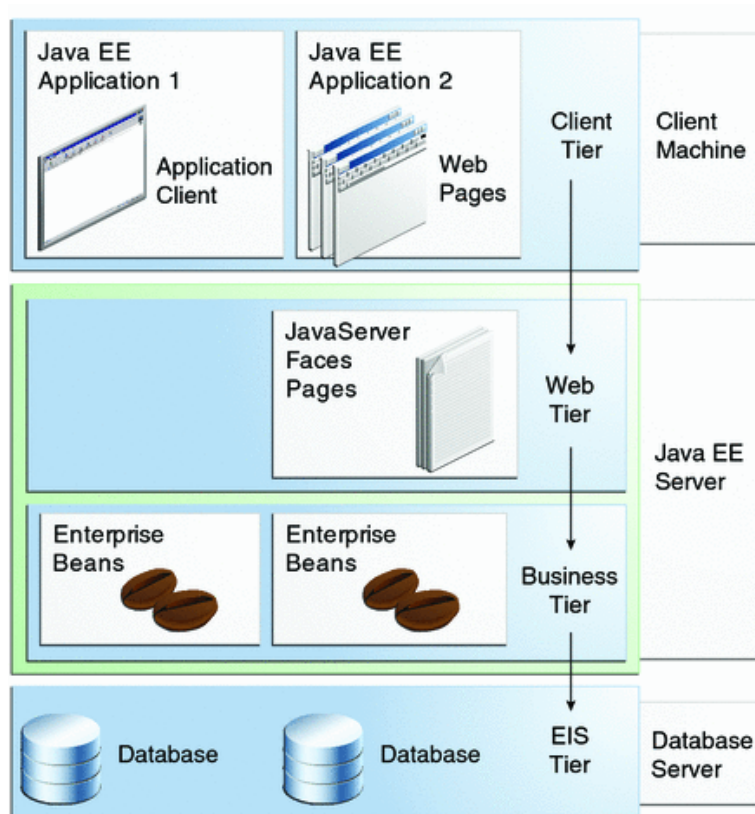 Java EE
Application 1
Application
Client
Java EE
Application 2
Web
Pages
Client
Tier
Client
Machine
JavaServer
Faces
Pages
Web
Tier
Java EE
Server
Enterprise
Beans
Enterprise
Beans
Business
Tier
Database
Database
EIS
Tier
Database
Server